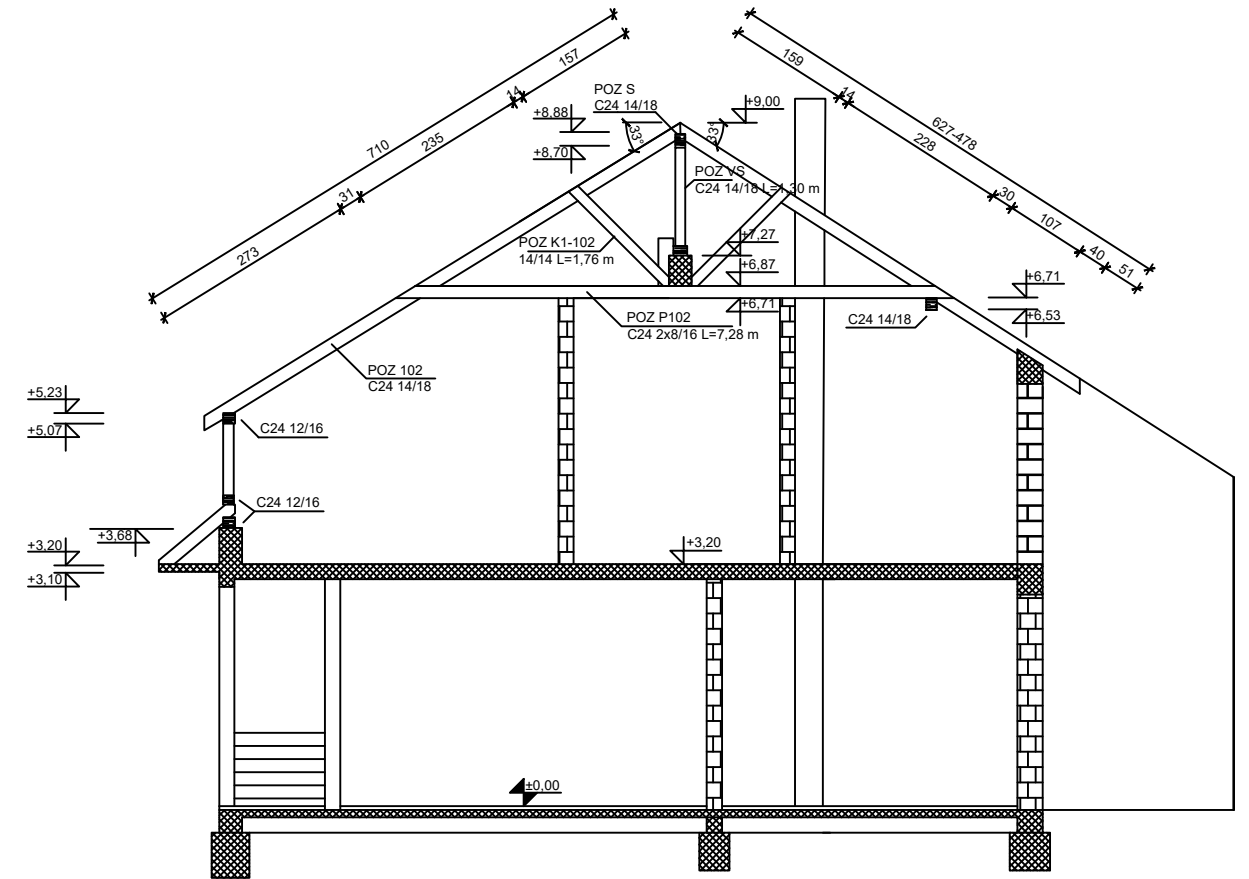 157
14
235
710
31
273
159
14
228
627-478
30
107
40
51
POZ S
C24 14/18
+8,88
+8,70
33°
33°
+9,00
POZ VS
C24 14/18 L=1,30 m
POZ K1-102
14/14 L=1,76 m
+7,27
+6,87
+6,71
POZ P102
C24 2x8/16 L=7,28 m
C24 14/18
+6,71
+6,53
POZ 102
C24 14/18
+5,23
+5,07
C24 12/16
C24 12/16
+3,68
+3,20
+3,10
+3,20
±0,00